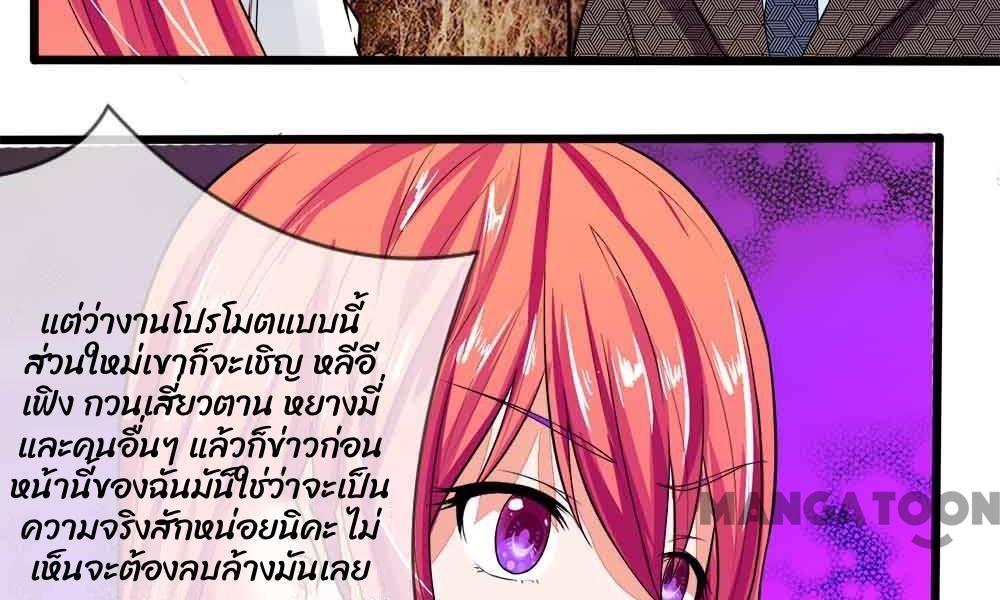 แต่ว่างานโปรโมตแบบนี้
ส่วนใหม่เขาก็จะเชิญ หลีอี
เฟิง กวนเสี่ยวตาน หยางมี่
และคนอื่นๆ แล้วก็ข่าวก่อน
หน้านี้ของฉันมันก็ใช่ว่าจะเป็น
ความจริงสักหน่อยนิคะ ไม่
เห็นจะต้องลบล้างมันเลย
MANGATOON